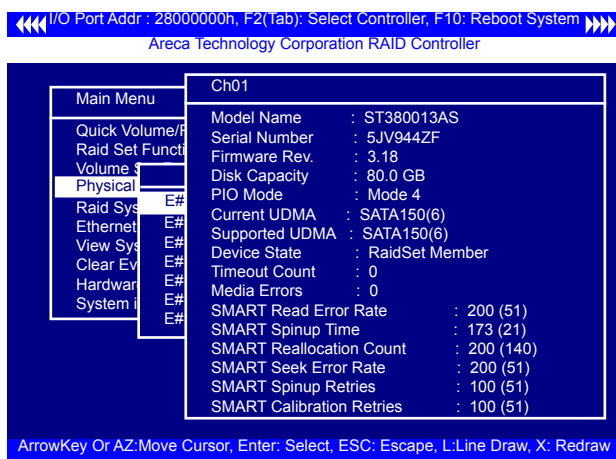 I/O Port Addr : 28000000h, F2(Tab): Select Controller, F10: Reboot System
Areca Technology Corporation RAID Controller
Main Menu
Quick Volume/
Raid Set Functi
Volume
Physical
Raid Sys
Ethernet
View Sys
Clear Ev
Hardwar
System i
E#
E#
E#
E#
E#
E#
E#
Ch01
Model Name : ST380013AS
Serial Number : 5JV944ZF
Firmware Rev. : 3.18
Disk Capacity : 80.0 GB
PIO Mode : Mode 4
Current UDMA : SATA150(6)
Supported UDMA : SATA150(6)
Device State : RaidSet Member
Timeout Count : 0
Media Errors : 0
SMART Read Error Rate : 200 (51)
SMART Spinup Time : 173 (21)
SMART Reallocation Count : 200 (140)
SMART Seek Error Rate : 200 (51)
SMART Spinup Retries : 100 (51)
SMART Calibration Retries : 100 (51)
ArrowKey Or AZ:Move Cursor, Enter: Select, ESC: Escape, L:Line Draw, X: Redraw